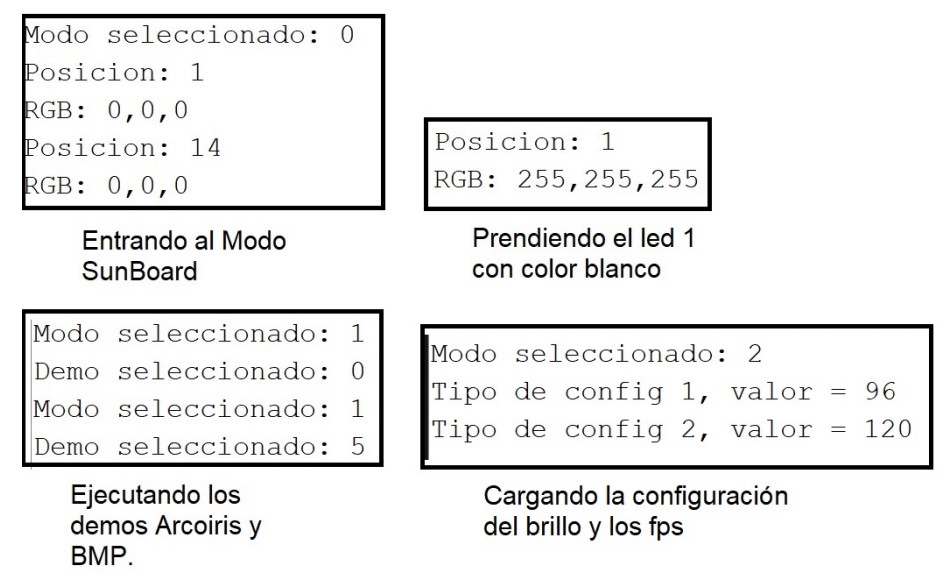 Modo seleccionado: 0
Posicion: 1
RGB: 0,0,0
Posicion: 14
RGB: 0,0,0
Entrando al Modo
SunBoard
Posicion: 1
RGB: 255,255,255
Prendiendo el led 1
con color blanco
Modo seleccionado: 1
Demo seleccionado: 0
Modo seleccionado: 1
Demo seleccionado: 5
Ejecutando los
demos Arcoiris y
BMP.
Modo seleccionado: 2
Tipo de config 1, valor = 96
Tipo de config 2, valor = 120
Cargando la configuración
del brillo y los fps